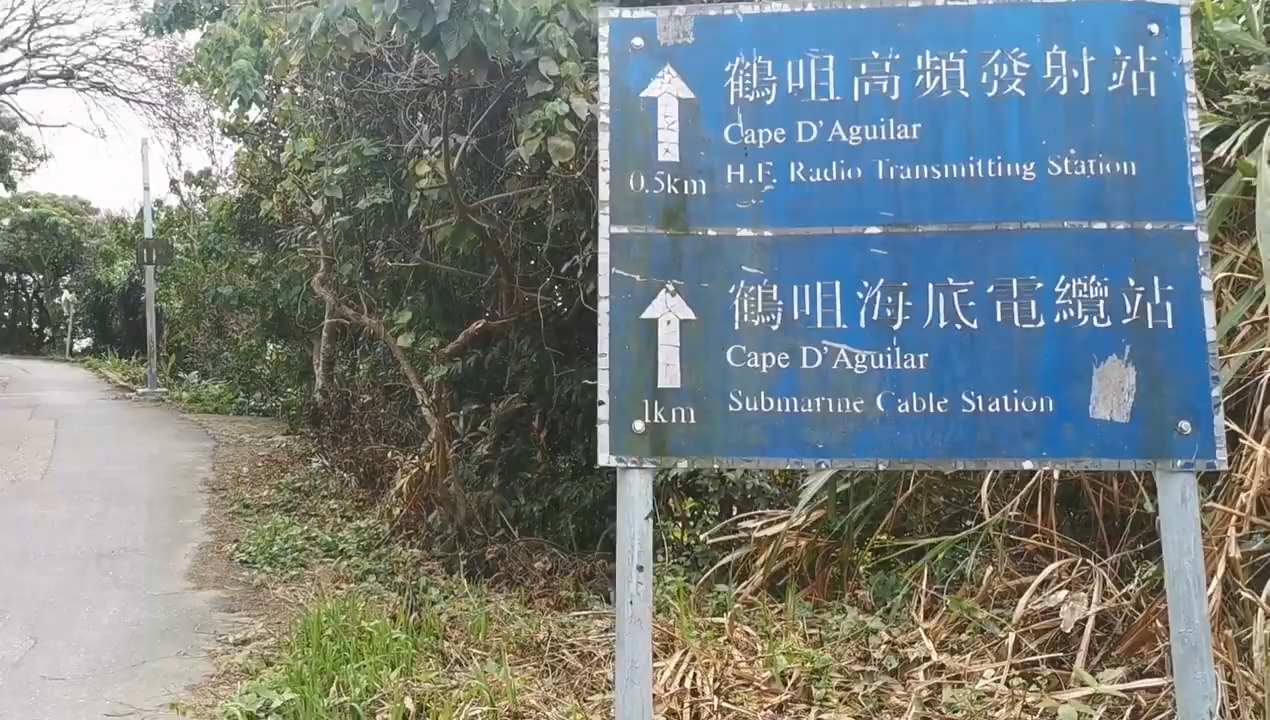 鶴咀高頻發射站
Cape D'Aguilar
H.F. Radio Transmitting Station
0.5km
鶴咀海底電纜站
Cape D'Aguilar
Submarine Cable Station
1km